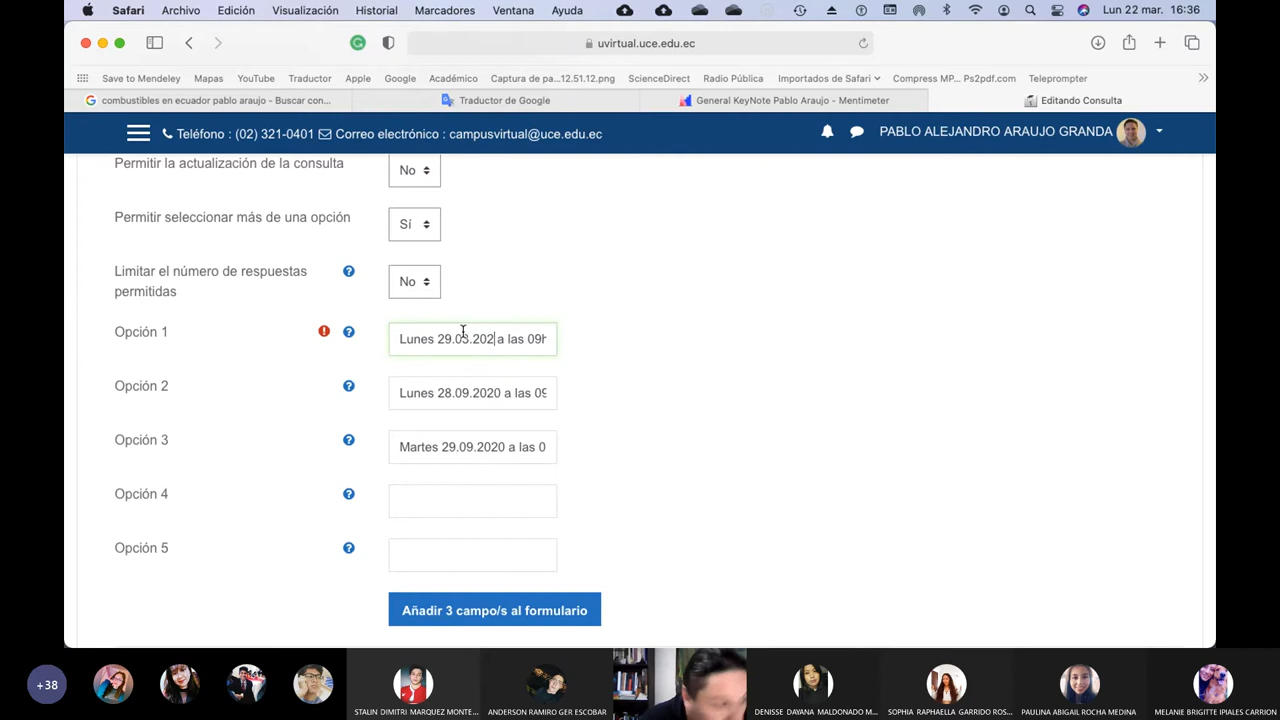 Safari Archivo Edición Visualización Historial Marcadores Ventana Ayuda Lun 22 mar. 16:36
uvirtual.uce.edu.ec
Save to Mendeley Mapas YouTube Traductor Apple Google Académico Captura de pa...12.51.12.png ScienceDirect Radio Pública Importados de Safari Compress MP... Ps2pdf.com Teleprompter
combustibles en ecuador pablo araujo - Buscar con... Traductor de Google General KeyNote Pablo Araujo - Mentimeter Editando Consulta
Teléfono : (02) 321-0401 Correo electrónico : campusvirtual@uce.edu.ec PABLO ALEJANDRO ARAUJO GRANDA
Permitir la actualización de la consulta No
Permitir seleccionar más de una opción Sí
Limitar el número de respuestas permitidas No
Opción 1 Lunes 29.03.202 a las 09h
Opción 2 Lunes 28.09.2020 a las 09
Opción 3 Martes 29.09.2020 a las 0
Opción 4
Opción 5
Añadir 3 campo/s al formulario
+38
STALIN DIMITRI MARQUEZ MONTE... ANDERSON RAMIRO GER ESCOBAR DENISSE DAYANA MALDONADO M... SOPHIA RAPHAELLA GARRIDO ROS... PAULINA ABIGAIL ROCHA MEDINA MELANIE BRIGITTE IPIALES CARRION